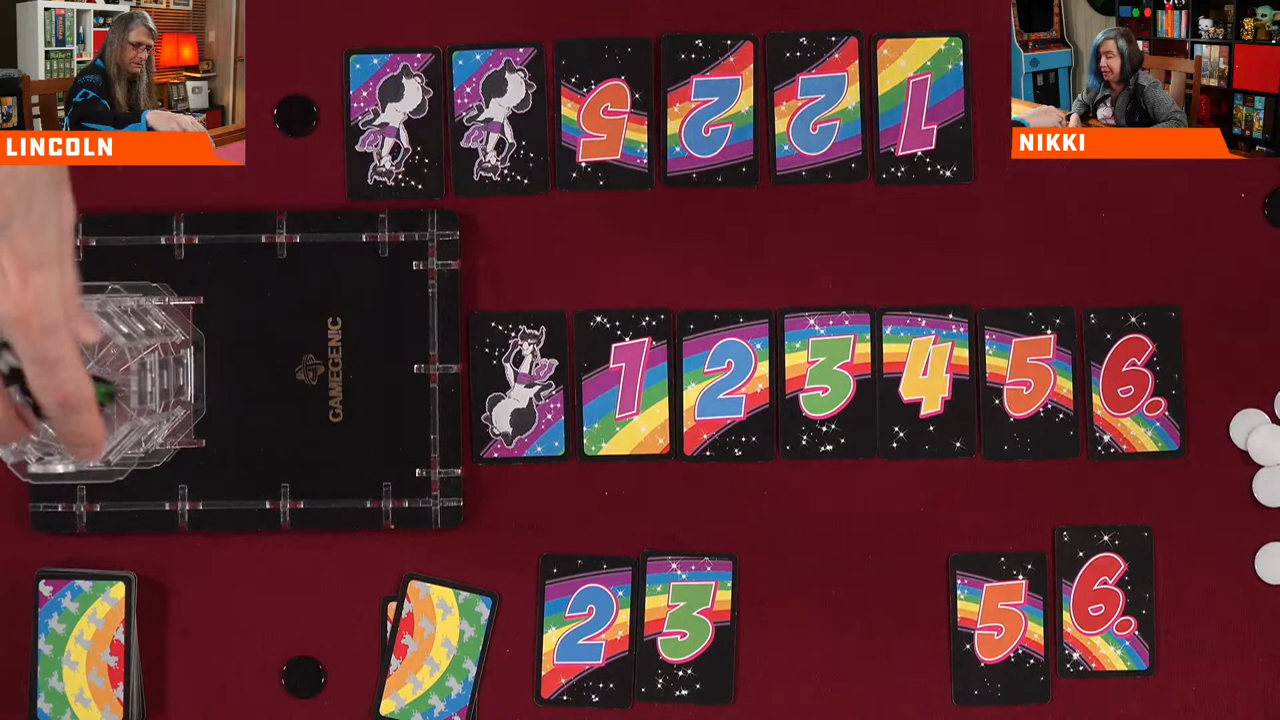 LINCOLN
NIKKI
5 2 2 1
GAMEGENIC
1 2 3 4 5 6.
2 3 5 6.